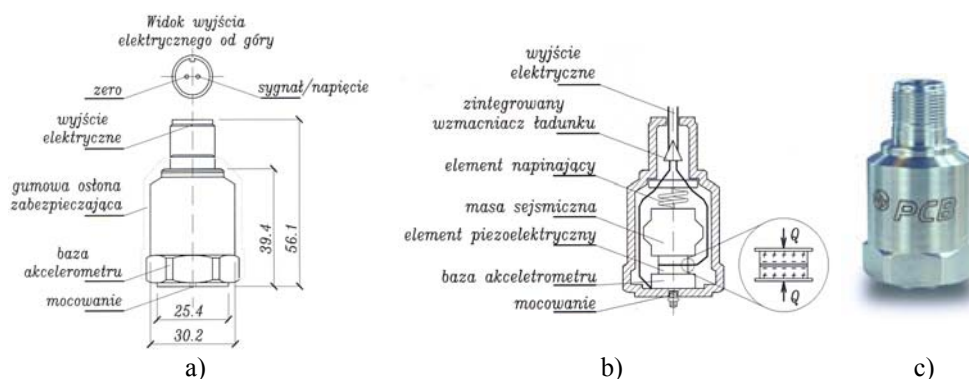 Widok wyjścia
elektrycznego od góry
zero
sygnał/napięcie
wyjście
elektryczne
gumowa osłona
zabezpieczająca
baza
akcelerometru
mocowanie
25.4
30.2
39.4
56.1
a)
wyjście
elektryczne
zintegrowany
wzmacniacz ładunku
element napinający
masa sejsmiczna
element piezoelektryczny
baza akceletrometru
mocowanie
Q
Q
b)
PCB
c)